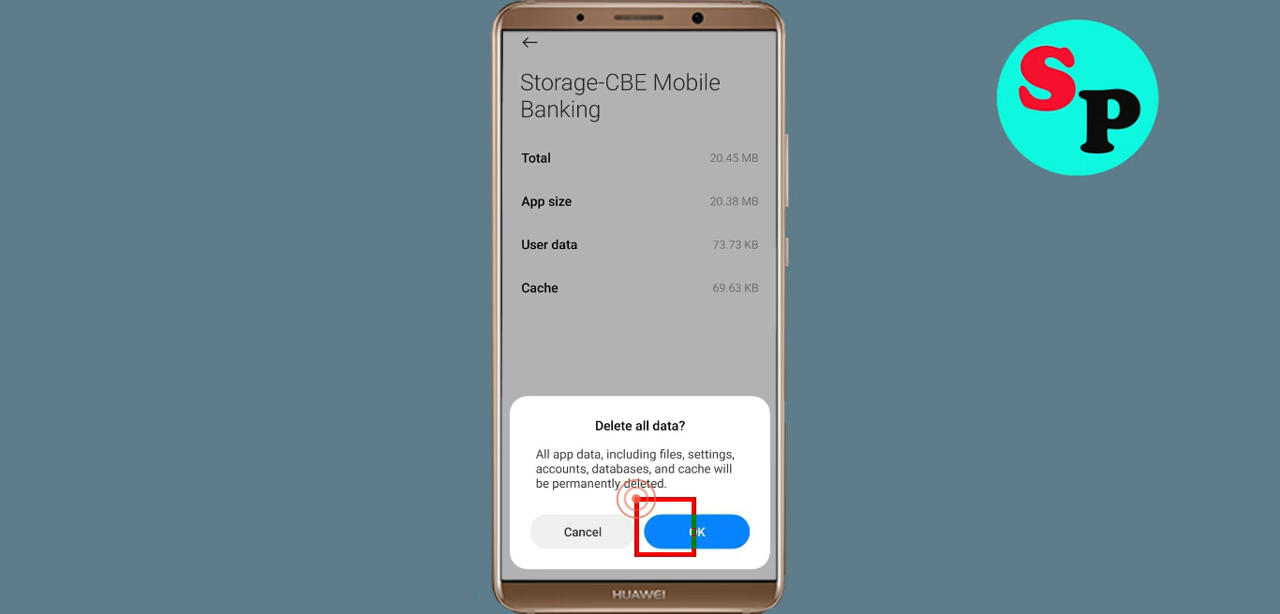 SP
Storage-CBE Mobile
Banking
Total 20.45 MB
App size 20.38 MB
User data 73.73 KB
Cache 69.63 KB
Delete all data?
All app data, including files, settings,
accounts, databases, and cache will
be permanently deleted.
Cancel OK
HUAWEI